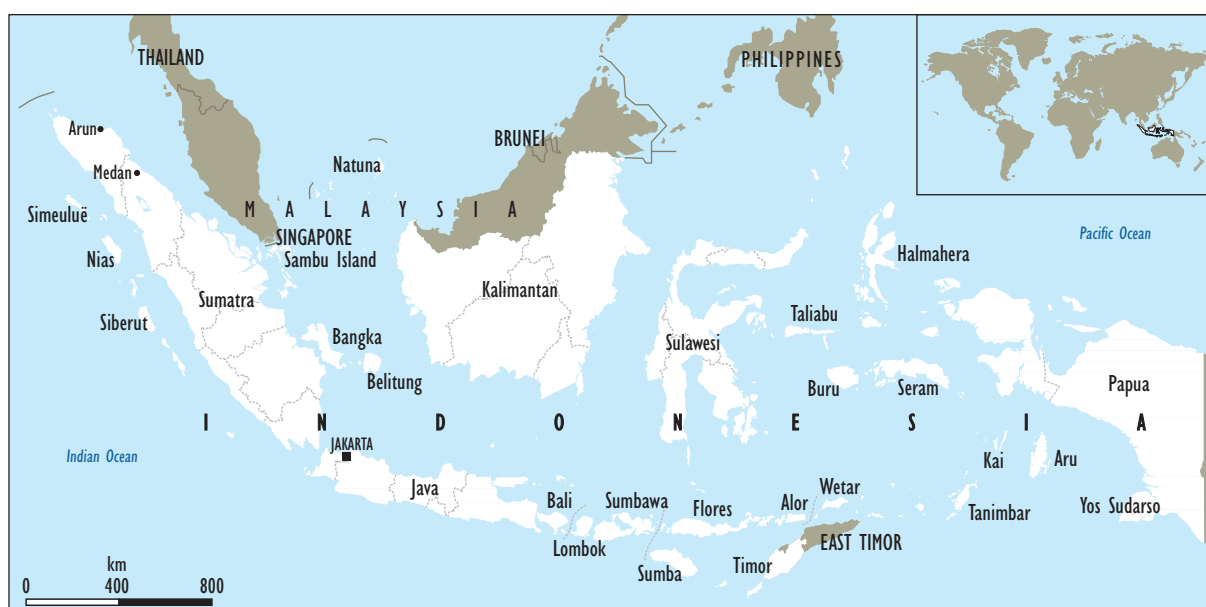 THAILAND
PHILIPPINES
Arun
BRUNEI
Medan
Natuna
MALAYSIA
Simeuluë
SINGAPORE
Pacific Ocean
Sambu Island
Halmahera
Nias
Sumatra
Kalimantan
Siberut
Bangka
Taliabu
Sulawesi
Belitung
Buru
Seram
Papua
INDONESIA
JAKARTA
Indian Ocean
Kai
Aru
Java
Bali
Sumbawa
Flores
Alor
Wetar
Tanimbar
Yos Sudarso
Lombok
EAST TIMOR
Sumba
Timor
km
0 400 800